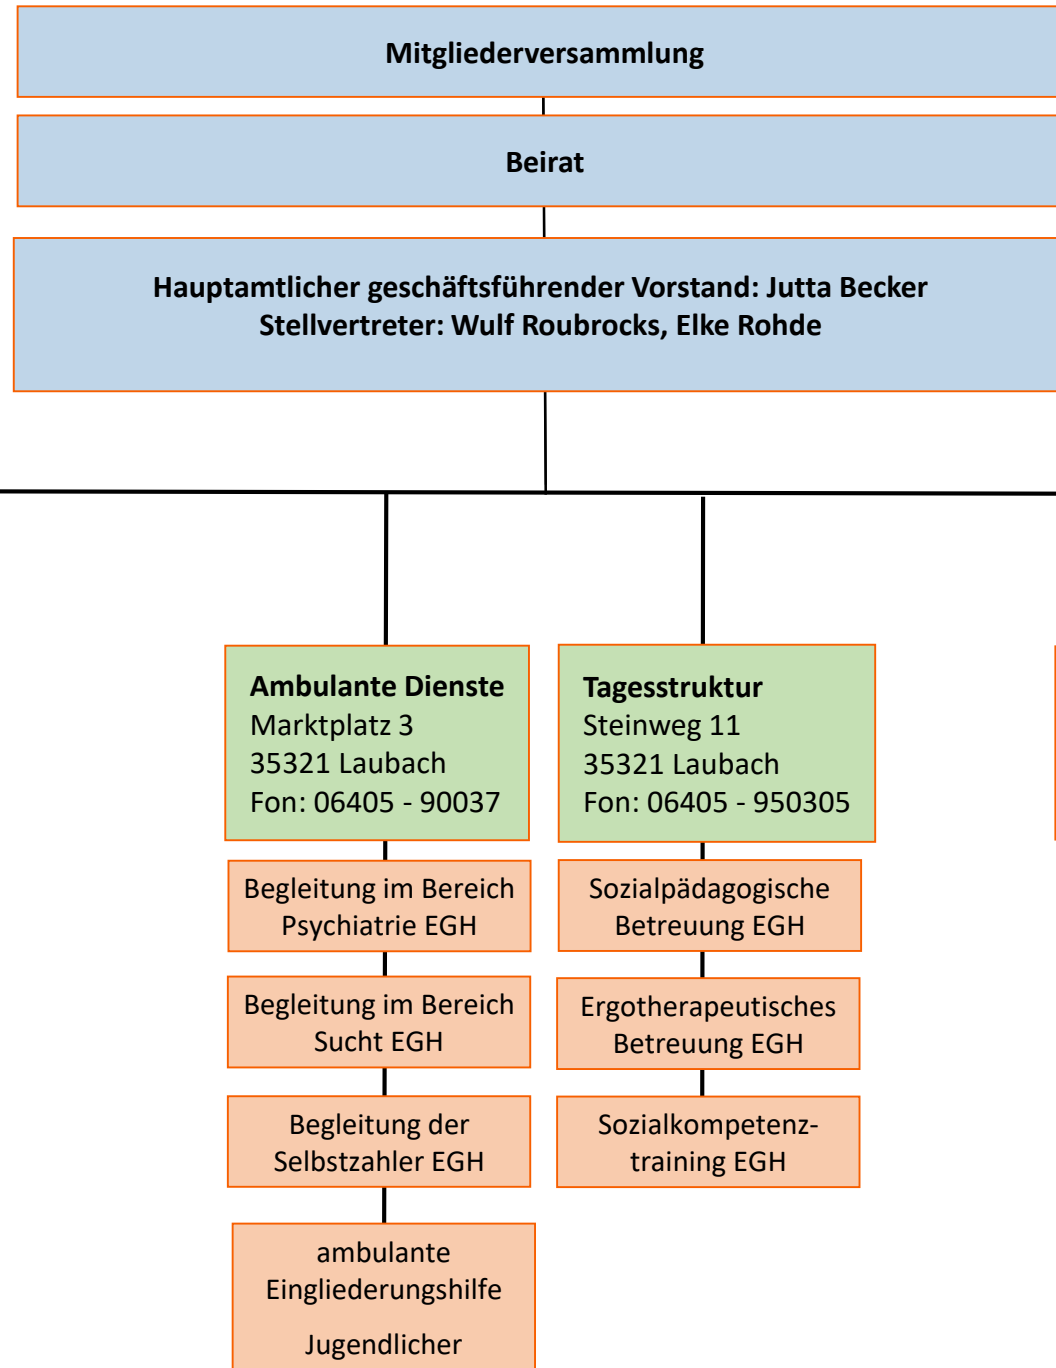 Mitgliederversammlung
Beirat
Hauptamtlicher geschäftsführender Vorstand: Jutta Becker
Stellvertreter: Wulf Roubrocks, Elke Rohde
Ambulante Dienste
Marktplatz 3
35321 Laubach
Fon: 06405 - 90037
Begleitung im Bereich
Psychiatrie EGH
Begleitung im Bereich
Sucht EGH
Begleitung der
Selbstzahler EGH
ambulante
Eingliederungshilfe
Jugendlicher
Tagesstruktur
Steinweg 11
35321 Laubach
Fon: 06405 - 950305
Sozialpädagogische
Betreuung EGH
Ergotherapeutisches
Betreuung EGH
Sozialkompetenz-
training EGH